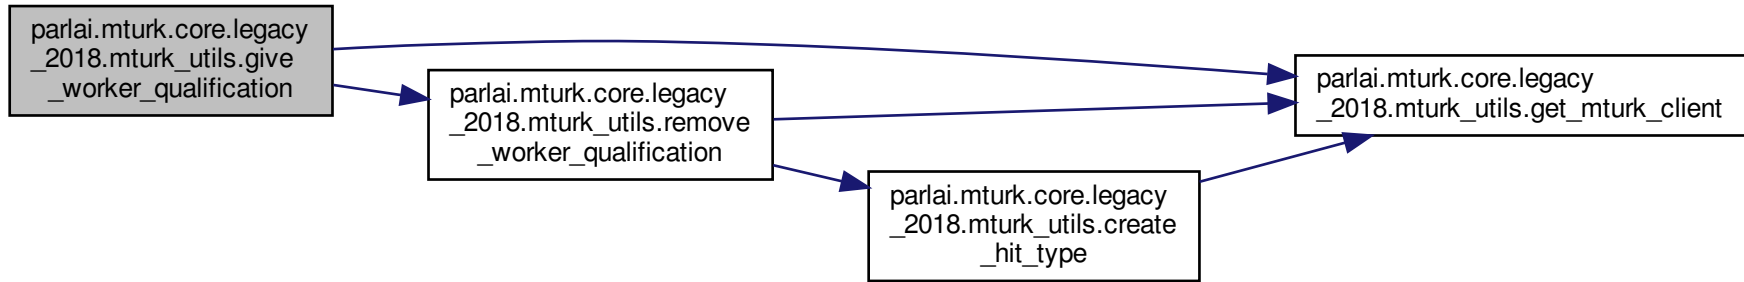 parlai.mturk.core.legacy
_2018.mturk_utils.give
_worker_qualification
parlai.mturk.core.legacy
_2018.mturk_utils.remove
_worker_qualification
parlai.mturk.core.legacy
_2018.mturk_utils.create
_hit_type
parlai.mturk.core.legacy
_2018.mturk_utils.get_mturk_client